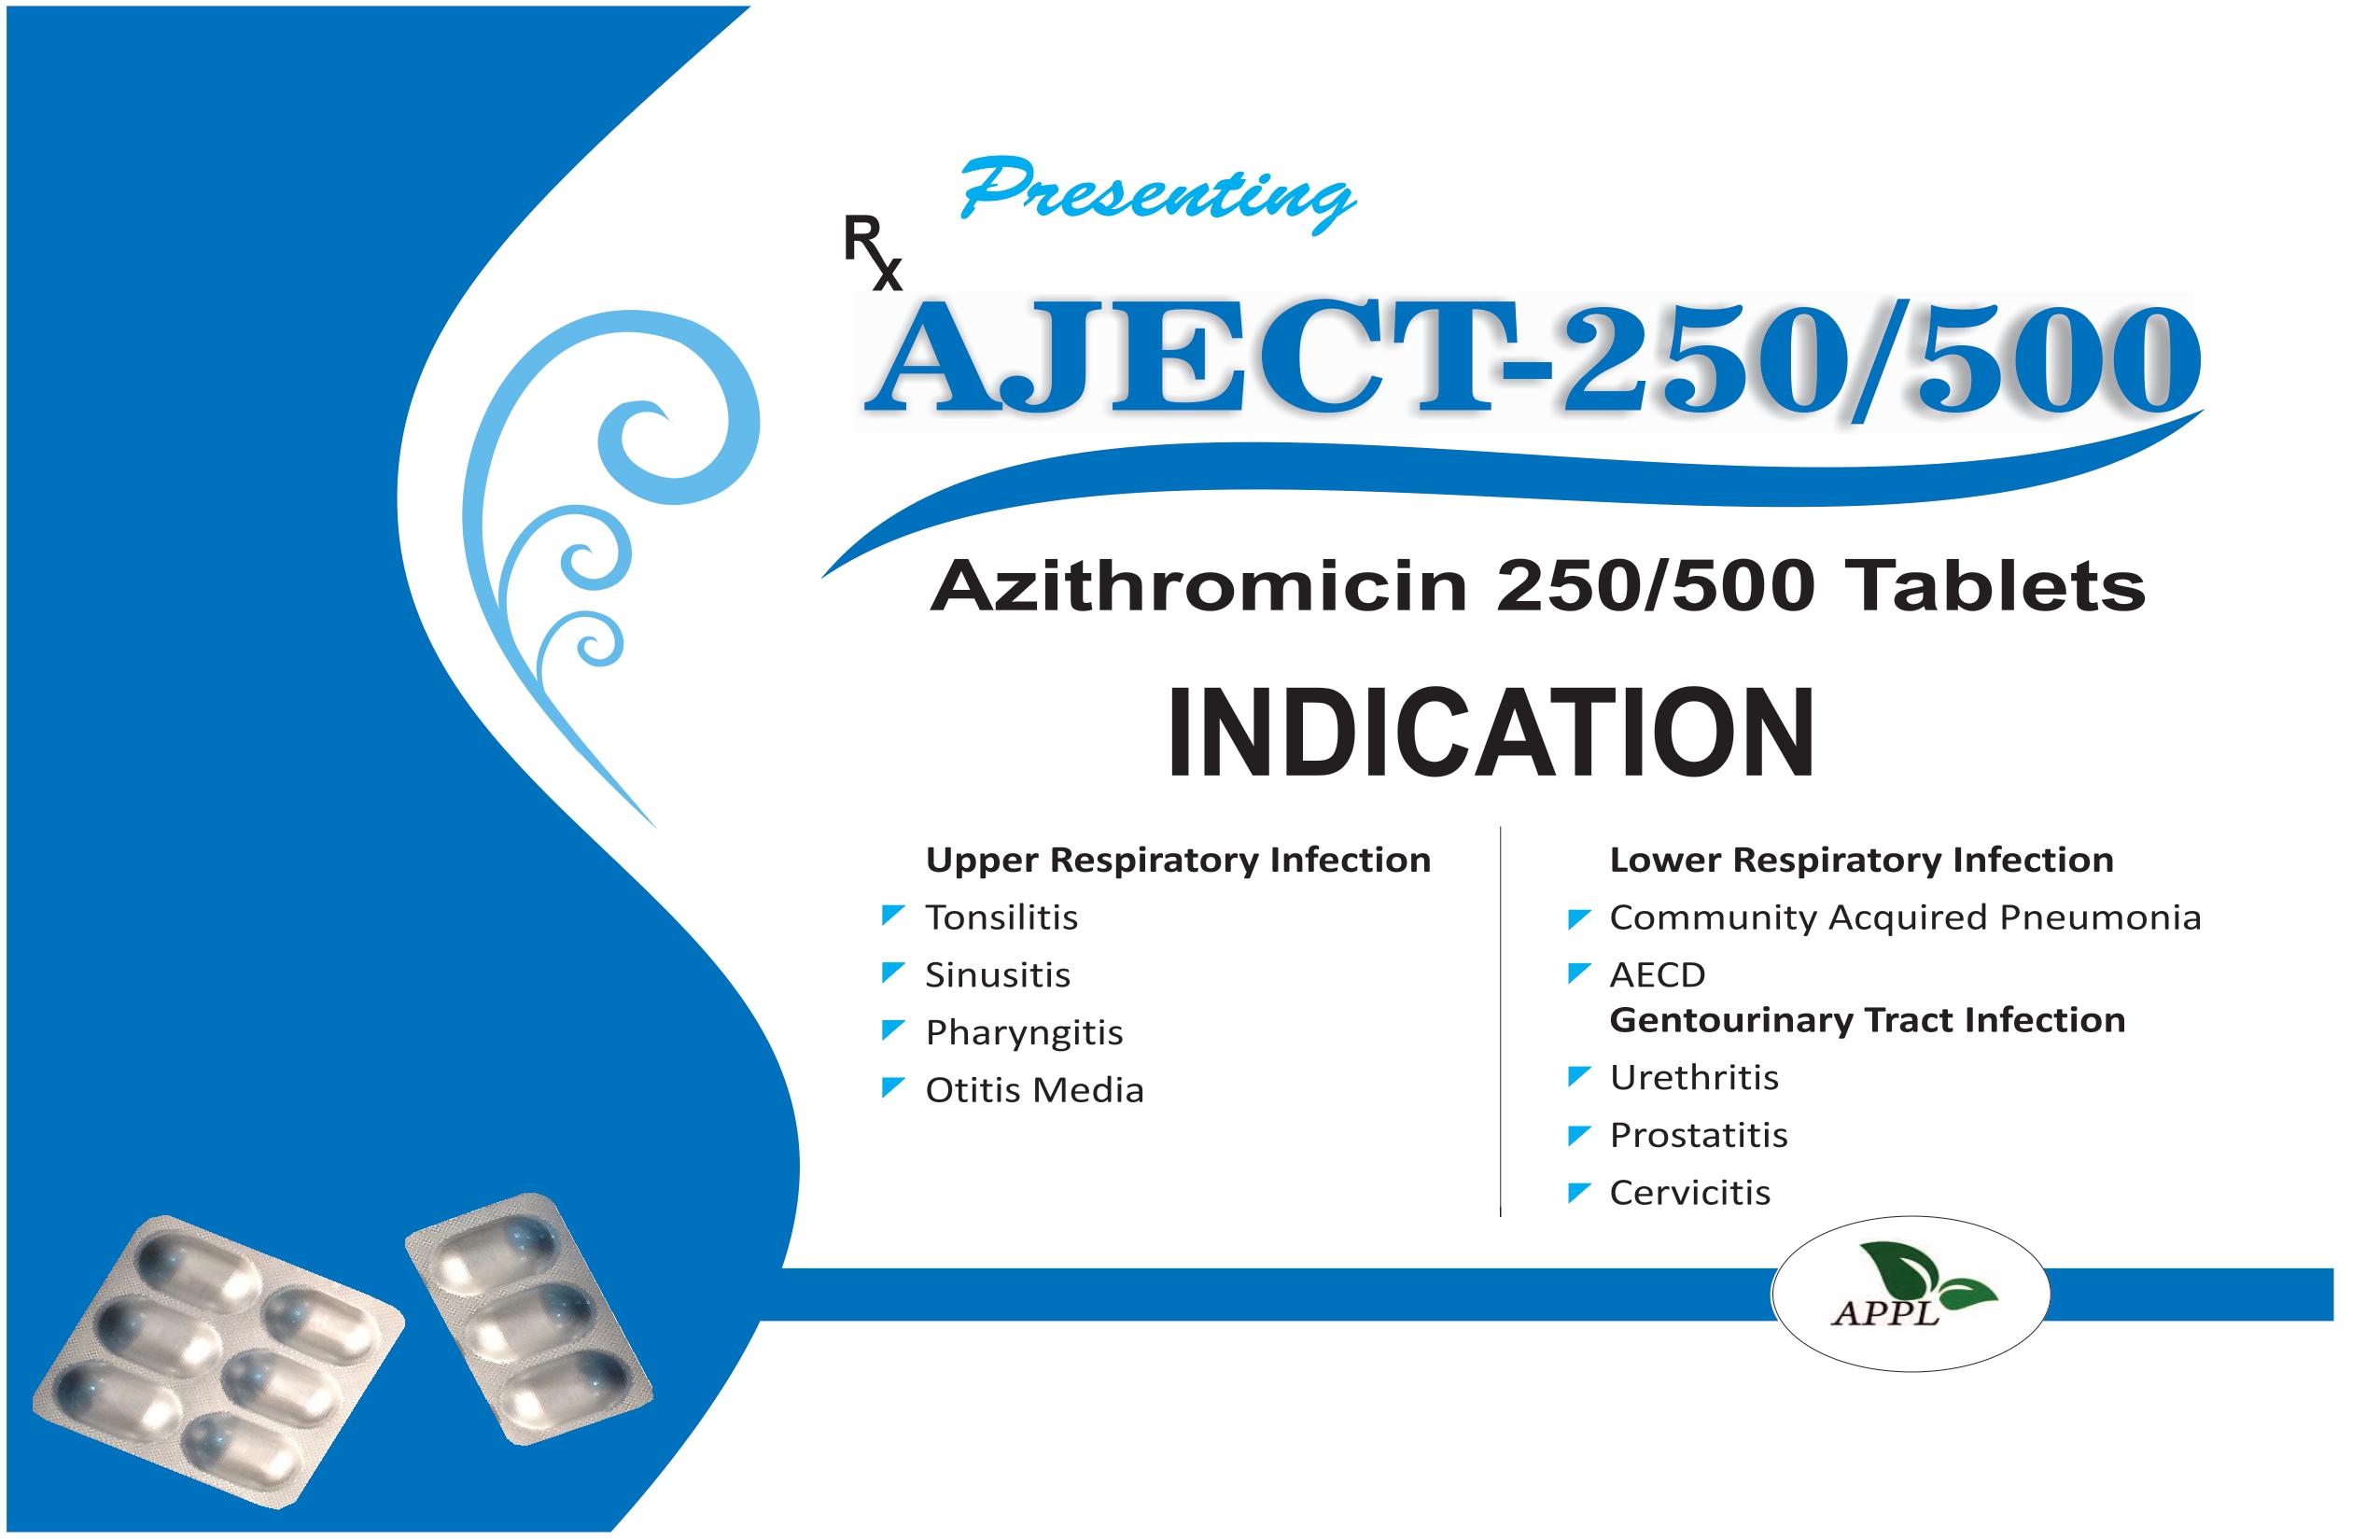 Presenting
Rx
AJECT-250/500
Azithromicin 250/500 Tablets
INDICATION
Upper Respiratory Infection
Tonsilitis
Sinusitis
Pharyngitis
Otitis Media
Lower Respiratory Infection
Community Acquired Pneumonia
AECD
Gentourinary Tract Infection
Urethritis
Prostatitis
Cervicitis
APPL